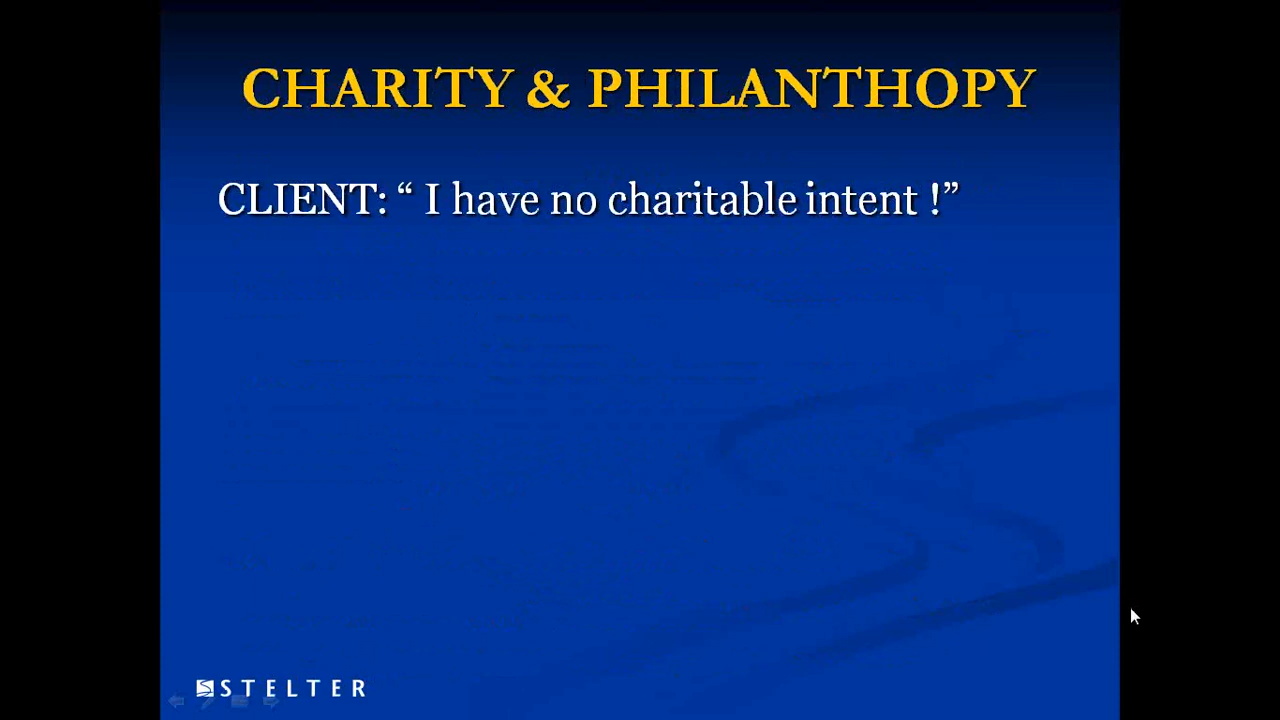 CHARITY & PHILANTHOPY
CLIENT: “ I have no charitable intent !”
STELTER